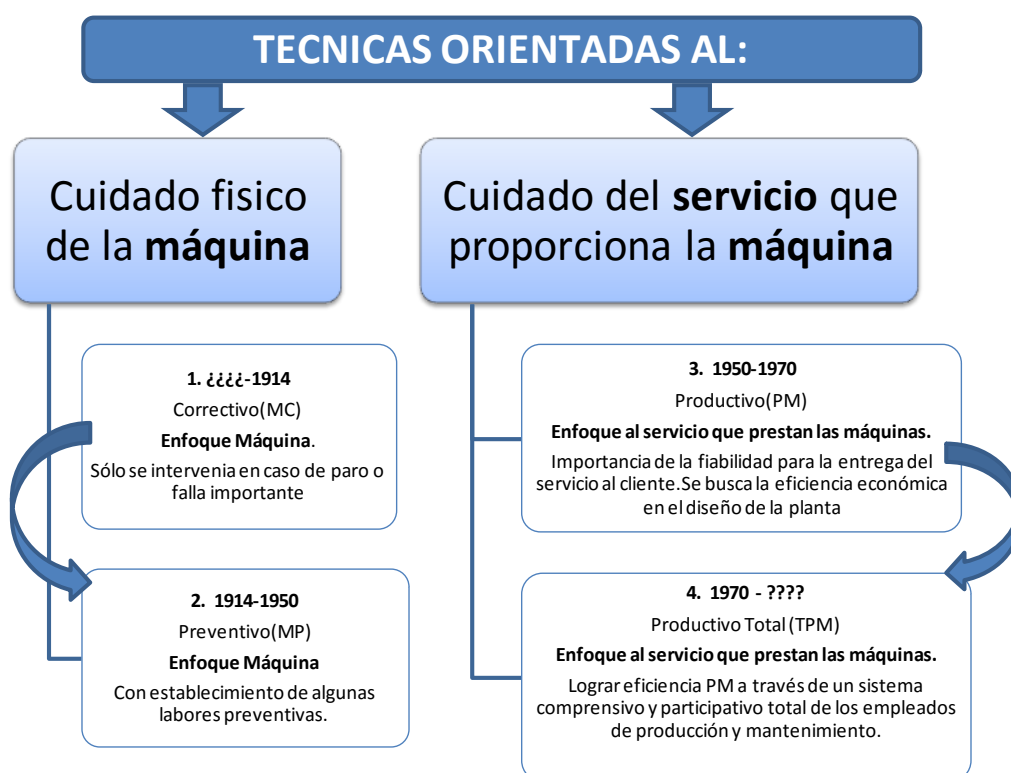 TECNICAS ORIENTADAS AL:
Cuidado fisico
de la máquina
1. ¿¿¿¿-1914
Correctivo(MC)
Enfoque Máquina.
Sólo se intervenia en caso de paro o
falla importante
2. 1914-1950
Preventivo(MP)
Enfoque Máquina
Con establecimiento de algunas
labores preventivas.
Cuidado del servicio que
proporciona la máquina
3. 1950-1970
Productivo(PM)
Enfoque al servicio que prestan las máquinas.
Importancia de la fiabilidad para la entrega del
servicio al cliente.Se busca la eficiencia económica
en el diseño de la planta
4. 1970 - ????
Productivo Total (TPM)
Enfoque al servicio que prestan las máquinas.
Lograr eficiencia PM a través de un sistema
comprensivo y participativo total de los empleados
de producción y mantenimiento.